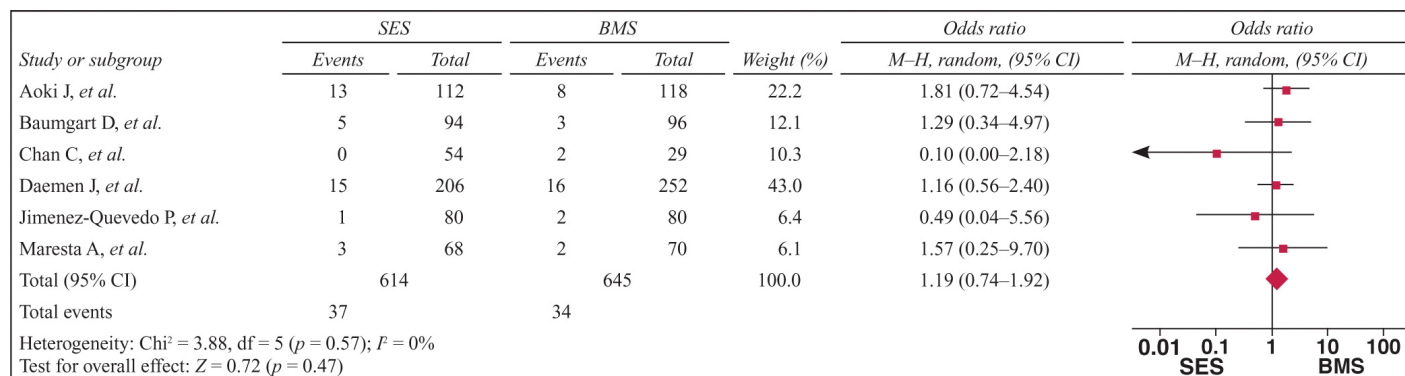 SES BMS Odds ratio Odds ratio
Study or subgroup Events Total Events Total Weight (%) M–H, random, (95% CI) M–H, random, (95% CI)
Aoki J, et al. 13 112 8 118 22.2 1.81 (0.72–4.54)
Baumgart D, et al. 5 94 3 96 12.1 1.29 (0.34–4.97)
Chan C, et al. 0 54 2 29 10.3 0.10 (0.00–2.18)
Daemen J, et al. 15 206 16 252 43.0 1.16 (0.56–2.40)
Jimenez-Quevedo P, et al. 1 80 2 80 6.4 0.49 (0.04–5.56)
Maresta A, et al. 3 68 2 70 6.1 1.57 (0.25–9.70)
Total (95% CI) 614 645 100.0 1.19 (0.74–1.92)
Total events 37 34
Heterogeneity: Chi² = 3.88, df = 5 (p = 0.57); I² = 0%
Test for overall effect: Z = 0.72 (p = 0.47)
0.01 0.1 1 10 100
SES BMS